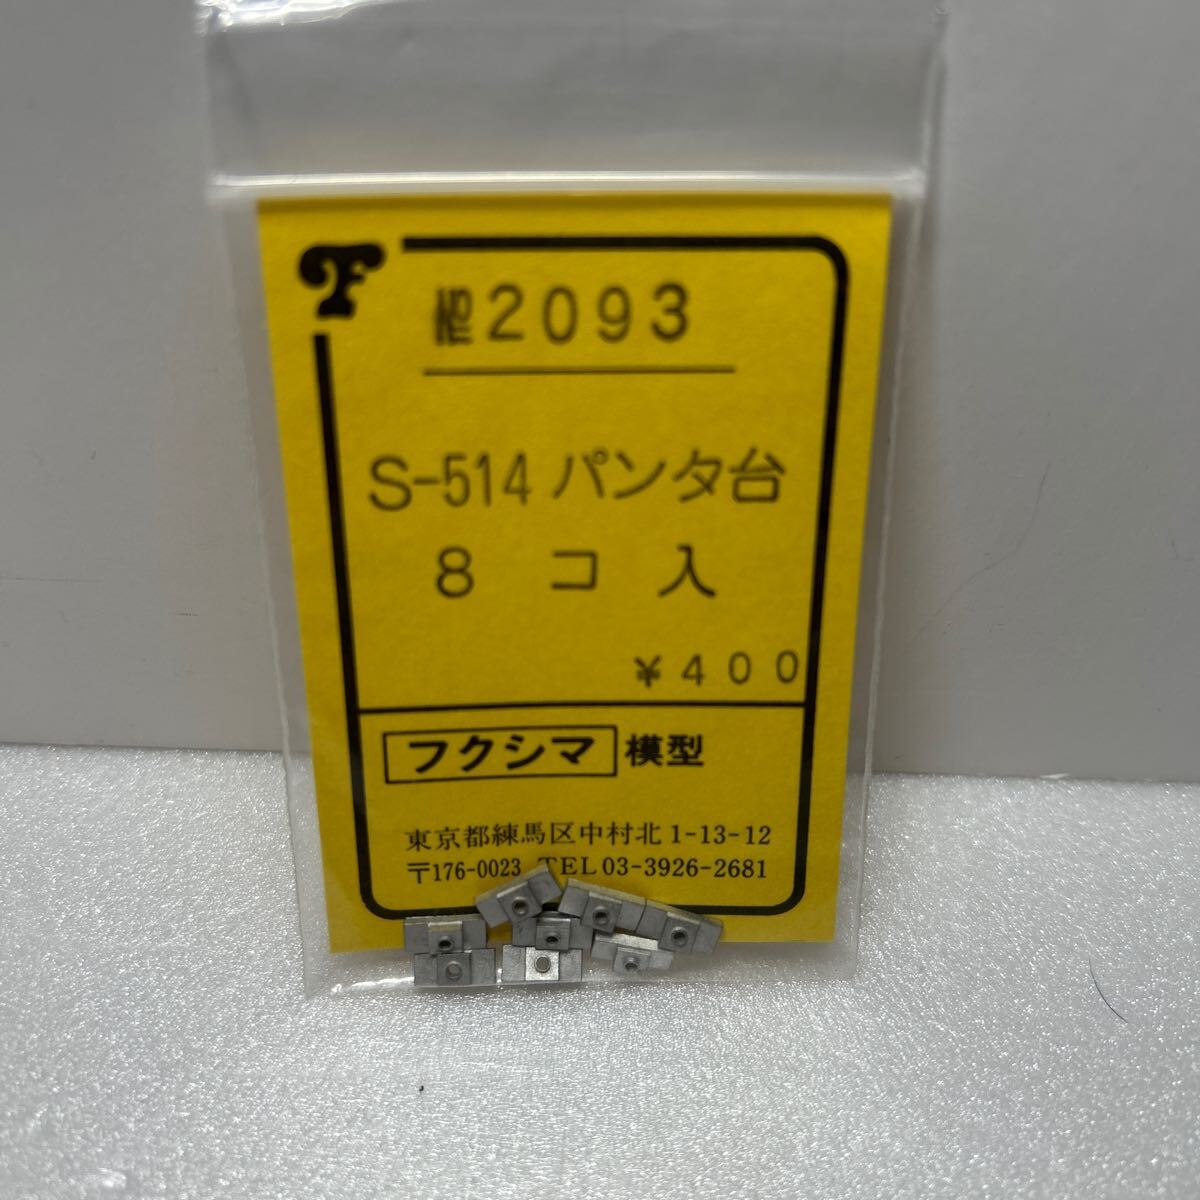 F
№2093
S-514 パンタ台
8 コ 入
¥400
フクシマ 模型
東京都練馬区中村北1-13-12
〒176-0023 TEL 03-3926-2681